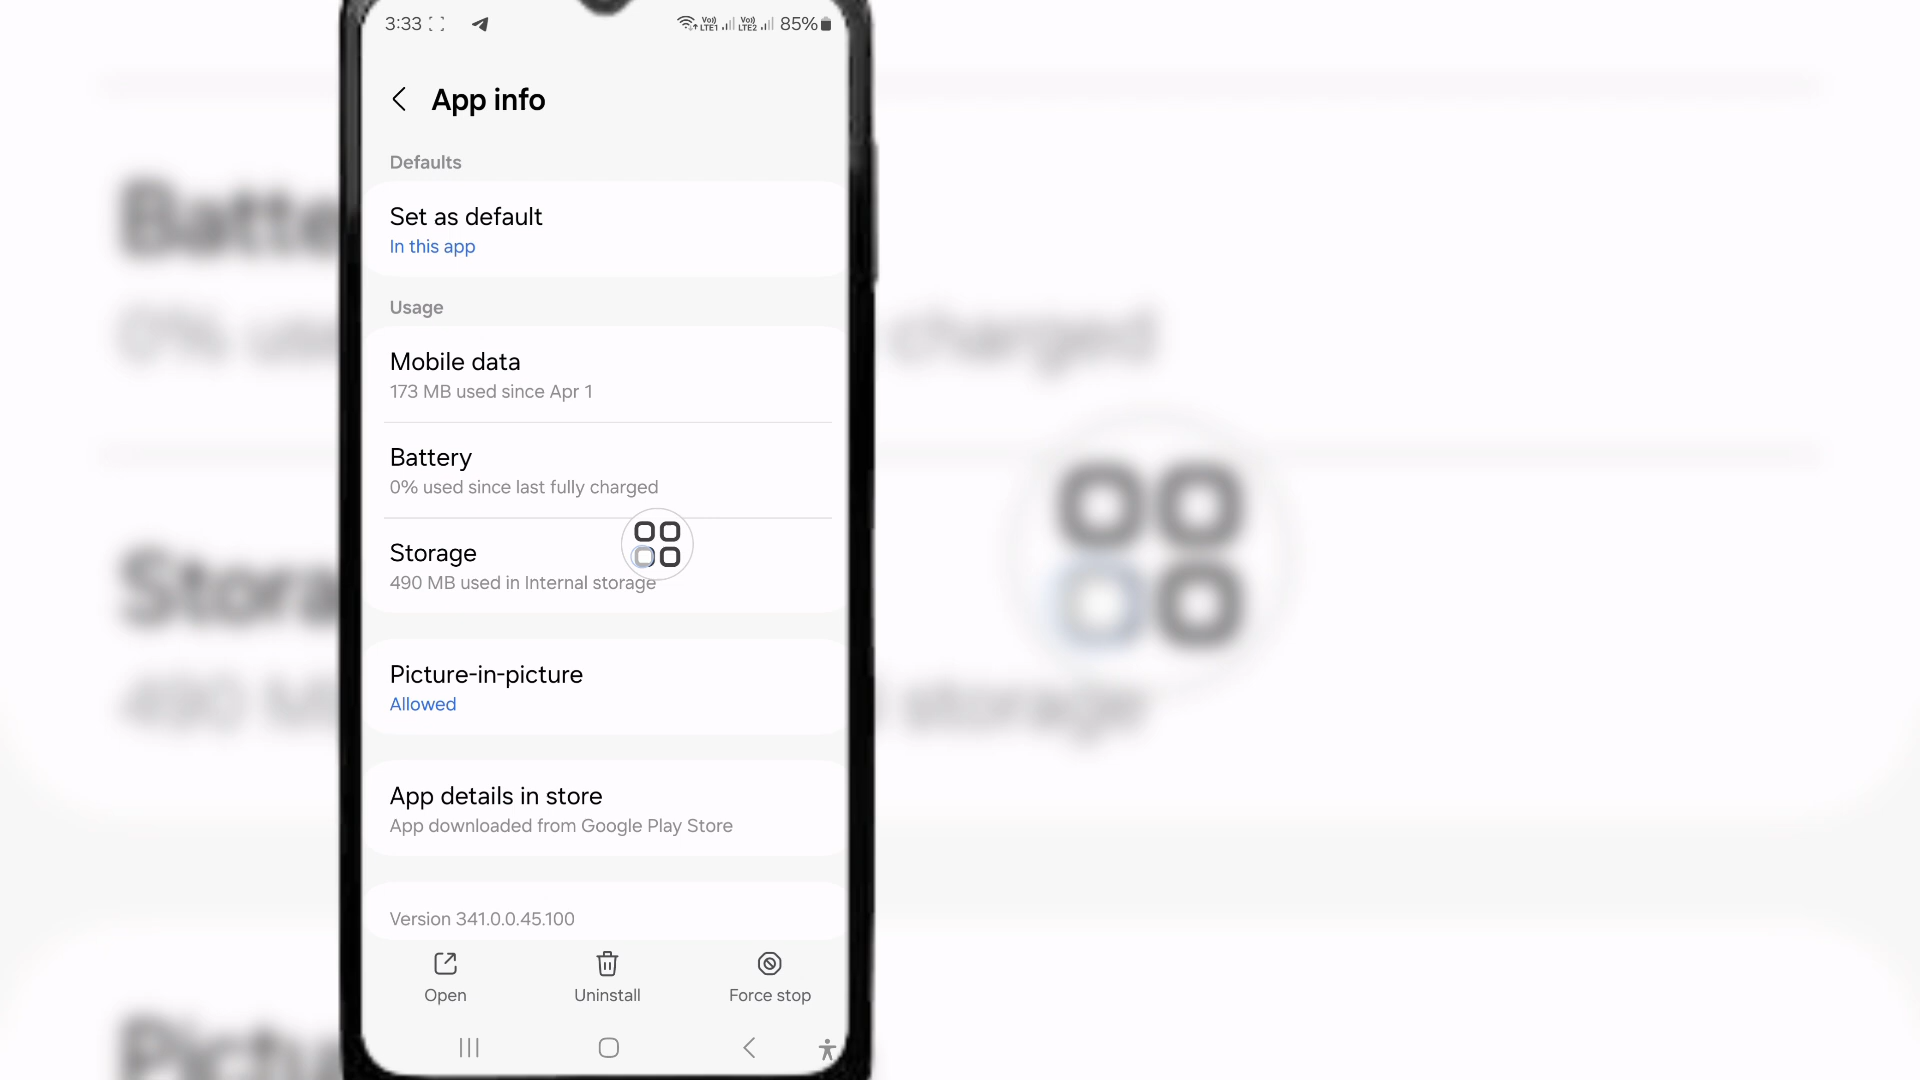 3:33 85%
App info
Defaults
Set as default
In this app
Usage
Mobile data
173 MB used since Apr 1
Battery
0% used since last fully charged
Storage
490 MB used in Internal storage
Picture-in-picture
Allowed
App details in store
App downloaded from Google Play Store
Version 341.0.0.45.100
Open Uninstall Force stop